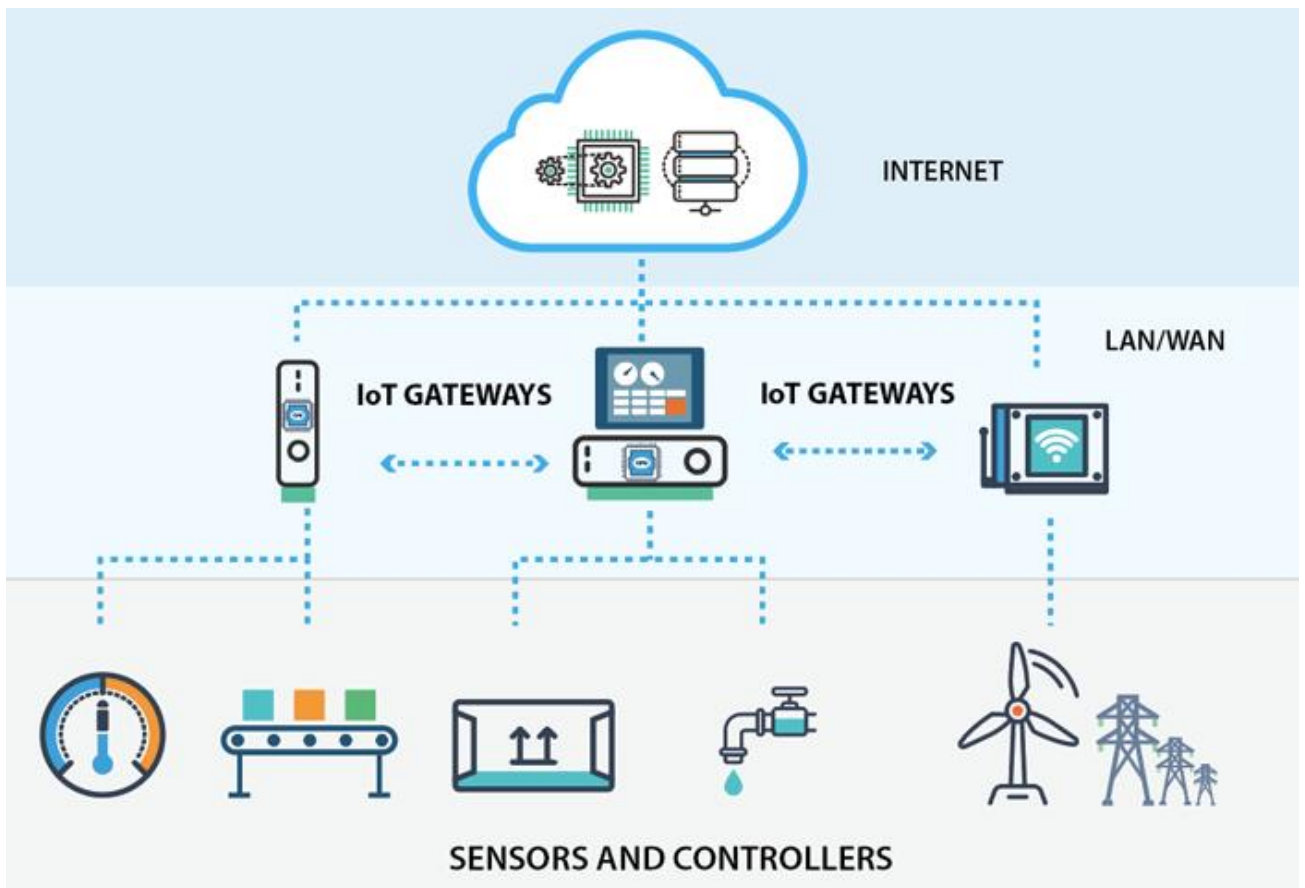 INTERNET
LAN/WAN
IoT GATEWAYS
IoT GATEWAYS
SENSORS AND CONTROLLERS